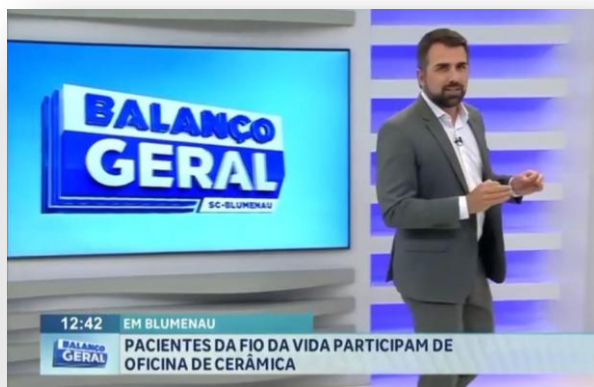 BALANÇO
GERAL
SC-BLUMENAU
12:42 EM BLUMENAU
BALANÇO
GERAL
PACIENTES DA FIO DA VIDA PARTICIPAM DE
OFICINA DE CERÂMICA